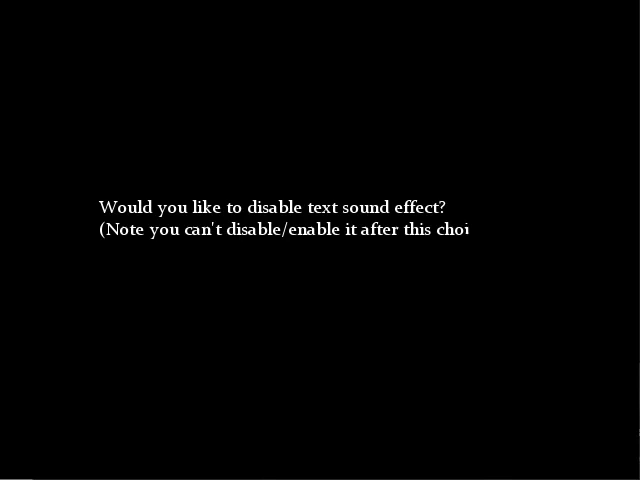 Would you like to disable text sound effect?
(Note you can't disable/enable it after this choi